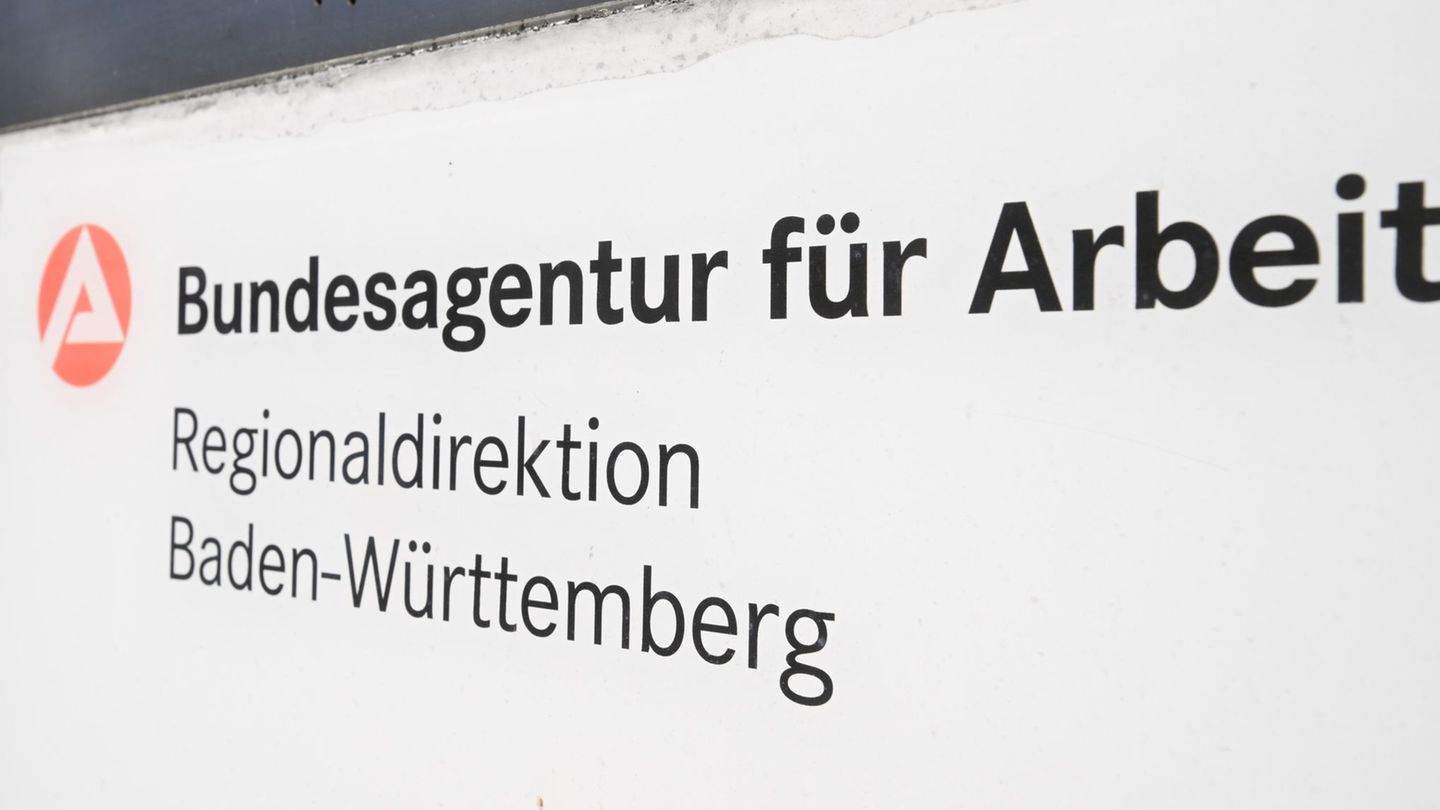 Bundesagentur für Arbeit
Regionaldirektion
Baden-Württemberg